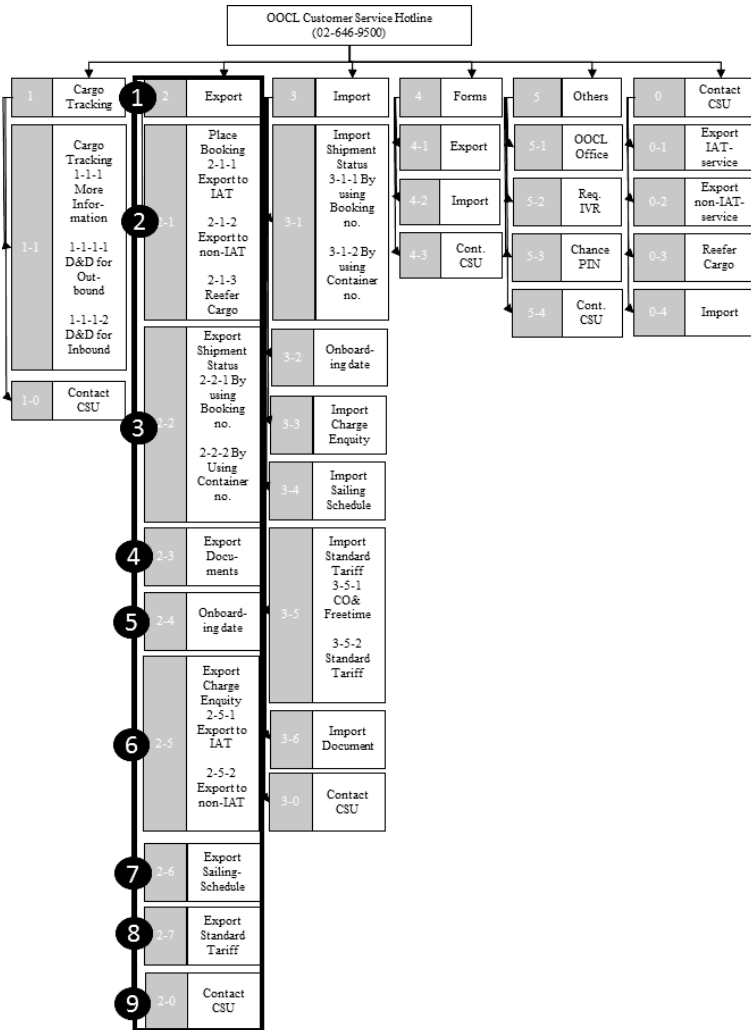 OOCL Customer Service Hotline
(02-646-9500)
1
Cargo
Tracking
1-1
Cargo
Tracking
1-1-1
More
Infor-
mation
1-1-1-1
D&D for
Out-
bound
1-1-1-2
D&D for
Inbound
1-0
Contact
CSU
1
2
Export
2
2-1
Place
Booking
2-1-1
Export to
IAT
2-1-2
Export to
non-IAT
2-1-3
Reefer
Cargo
3
2-2
Export
Shipment
Status
2-2-1 By
using
Booking
no.
2-2-2 By
Using
Container
no.
4
2-3
Export
Docu-
ments
5
2-4
Onboard-
ing date
6
2-5
Export
Charge
Enquity
2-5-1
Export to
IAT
2-5-2
Export to
non-IAT
7
2-6
Export
Sailing-
Schedule
8
2-7
Export
Standard
Tariff
9
2-0
Contact
CSU
3
Import
3-1
Import
Shipment
Status
3-1-1 By
using
Booking
no.
3-1-2 By
using
Container
no.
3-2
Onboard-
ing date
3-3
Import
Charge
Enquity
3-4
Import
Sailing
Schedule
3-5
Import
Standard
Tariff
3-5-1
CO&
Freetime
3-5-2
Standard
Tariff
3-6
Import
Document
3-0
Contact
CSU
4
Forms
4-1
Export
4-2
Import
4-3
Cont.
CSU
5
Others
5-1
OOCL
Office
5-2
Req.
IVR
5-3
Chance
PIN
5-4
Cont.
CSU
0
Contact
CSU
0-1
Export
IAT-
service
0-2
Export
non-IAT-
service
0-3
Reefer
Cargo
0-4
Import